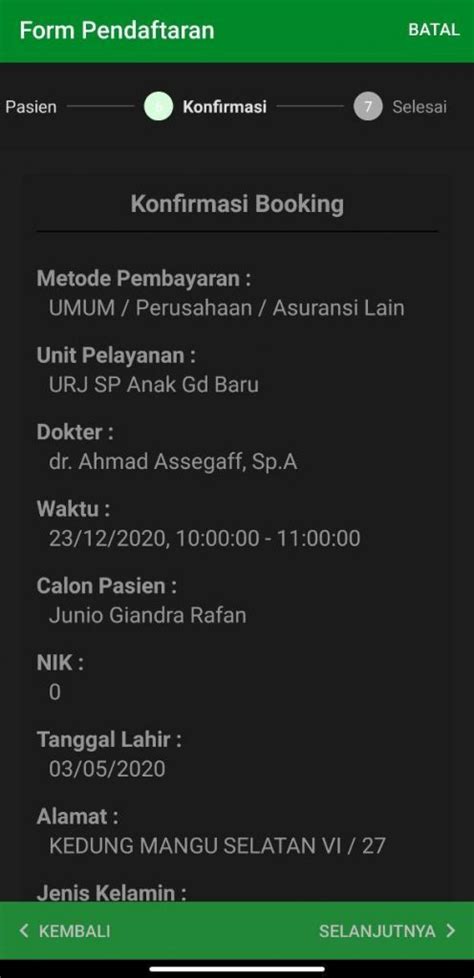 Form Pendaftaran BATAL
Pasien 6 Konfirmasi 7 Selesai
Konfirmasi Booking
Metode Pembayaran :
UMUM / Perusahaan / Asuransi Lain
Unit Pelayanan :
URJ SP Anak Gd Baru
Dokter :
dr. Ahmad Assegaff, Sp.A
Waktu :
23/12/2020, 10:00:00 - 11:00:00
Calon Pasien :
Junio Giandra Rafan
NIK :
0
Tanggal Lahir :
03/05/2020
Alamat :
KEDUNG MANGU SELATAN VI / 27
Jenis Kelamin :
KEMBALI SELANJUTNYA